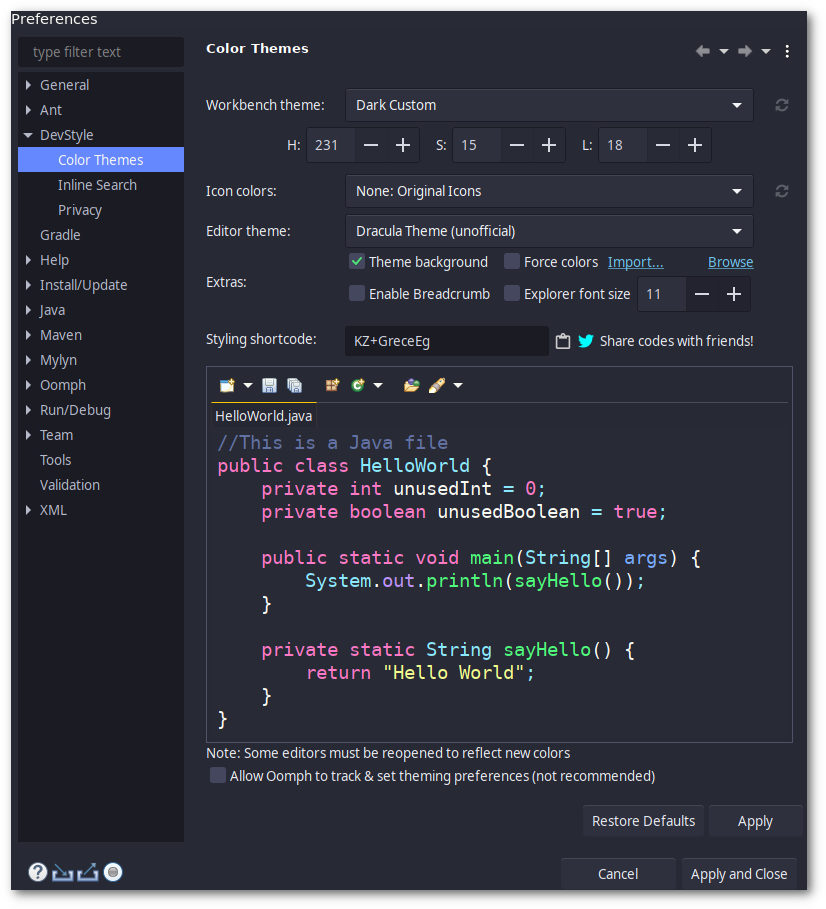 Preferences
type filter text
General
Ant
DevStyle
Color Themes
Inline Search
Privacy
Gradle
Help
Install/Update
Java
Maven
Mylyn
Oomph
Run/Debug
Team
Tools
Validation
XML
Color Themes
Workbench theme: Dark Custom
H: 231 — + S: 15 — + L: 18 — +
Icon colors: None: Original Icons
Editor theme: Dracula Theme (unofficial)
Extras:
Theme background Force colors Import... Browse
Enable Breadcrumb Explorer font size 11 — +
Styling shortcode: KZ+GreceEg Share codes with friends!
HelloWorld.java
//This is a Java file
public class HelloWorld {
    private int unusedInt = 0;
    private boolean unusedBoolean = true;
    public static void main(String[] args) {
        System.out.println(sayHello());
    }
    private static String sayHello() {
        return "Hello World";
    }
}
Note: Some editors must be reopened to reflect new colors
Allow Oomph to track & set theming preferences (not recommended)
Restore Defaults Apply
Cancel Apply and Close